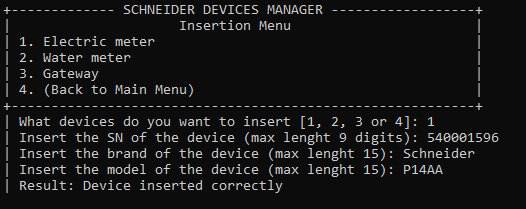 +------------- SCHNEIDER DEVICES MANAGER ------------------+
| Insertion Menu |
| 1. Electric meter |
| 2. Water meter |
| 3. Gateway |
| 4. (Back to Main Menu) |
+----------------------------------------------------------+
| What devices do you want to insert [1, 2, 3 or 4]: 1
| Insert the SN of the device (max lenght 9 digits): 540001596
| Insert the brand of the device (max lenght 15): Schneider
| Insert the model of the device (max lenght 15): P14AA
| Result: Device inserted correctly